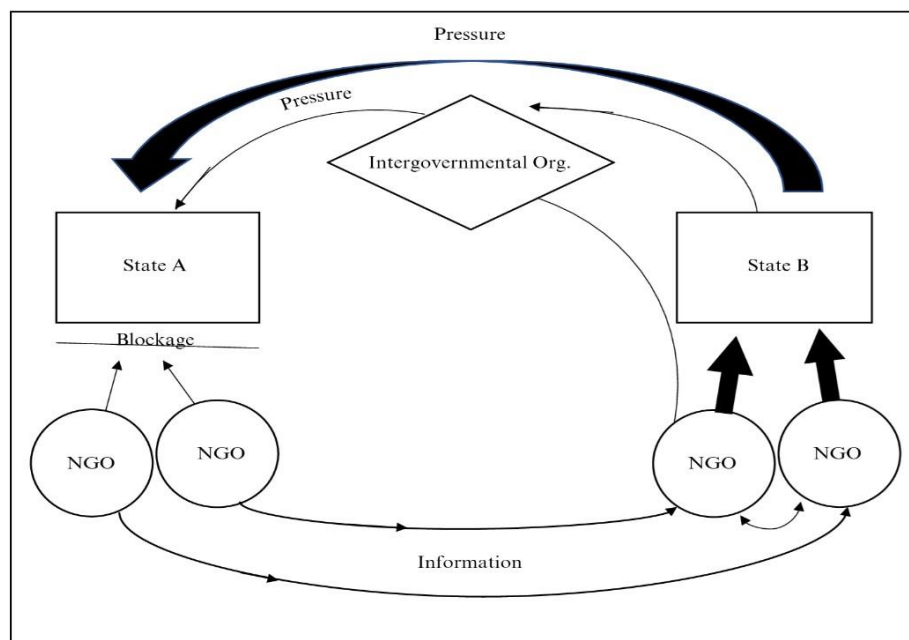 Pressure
Pressure
Intergovernmental Org.
State A
State B
Blockage
NGO
NGO
NGO
NGO
Information